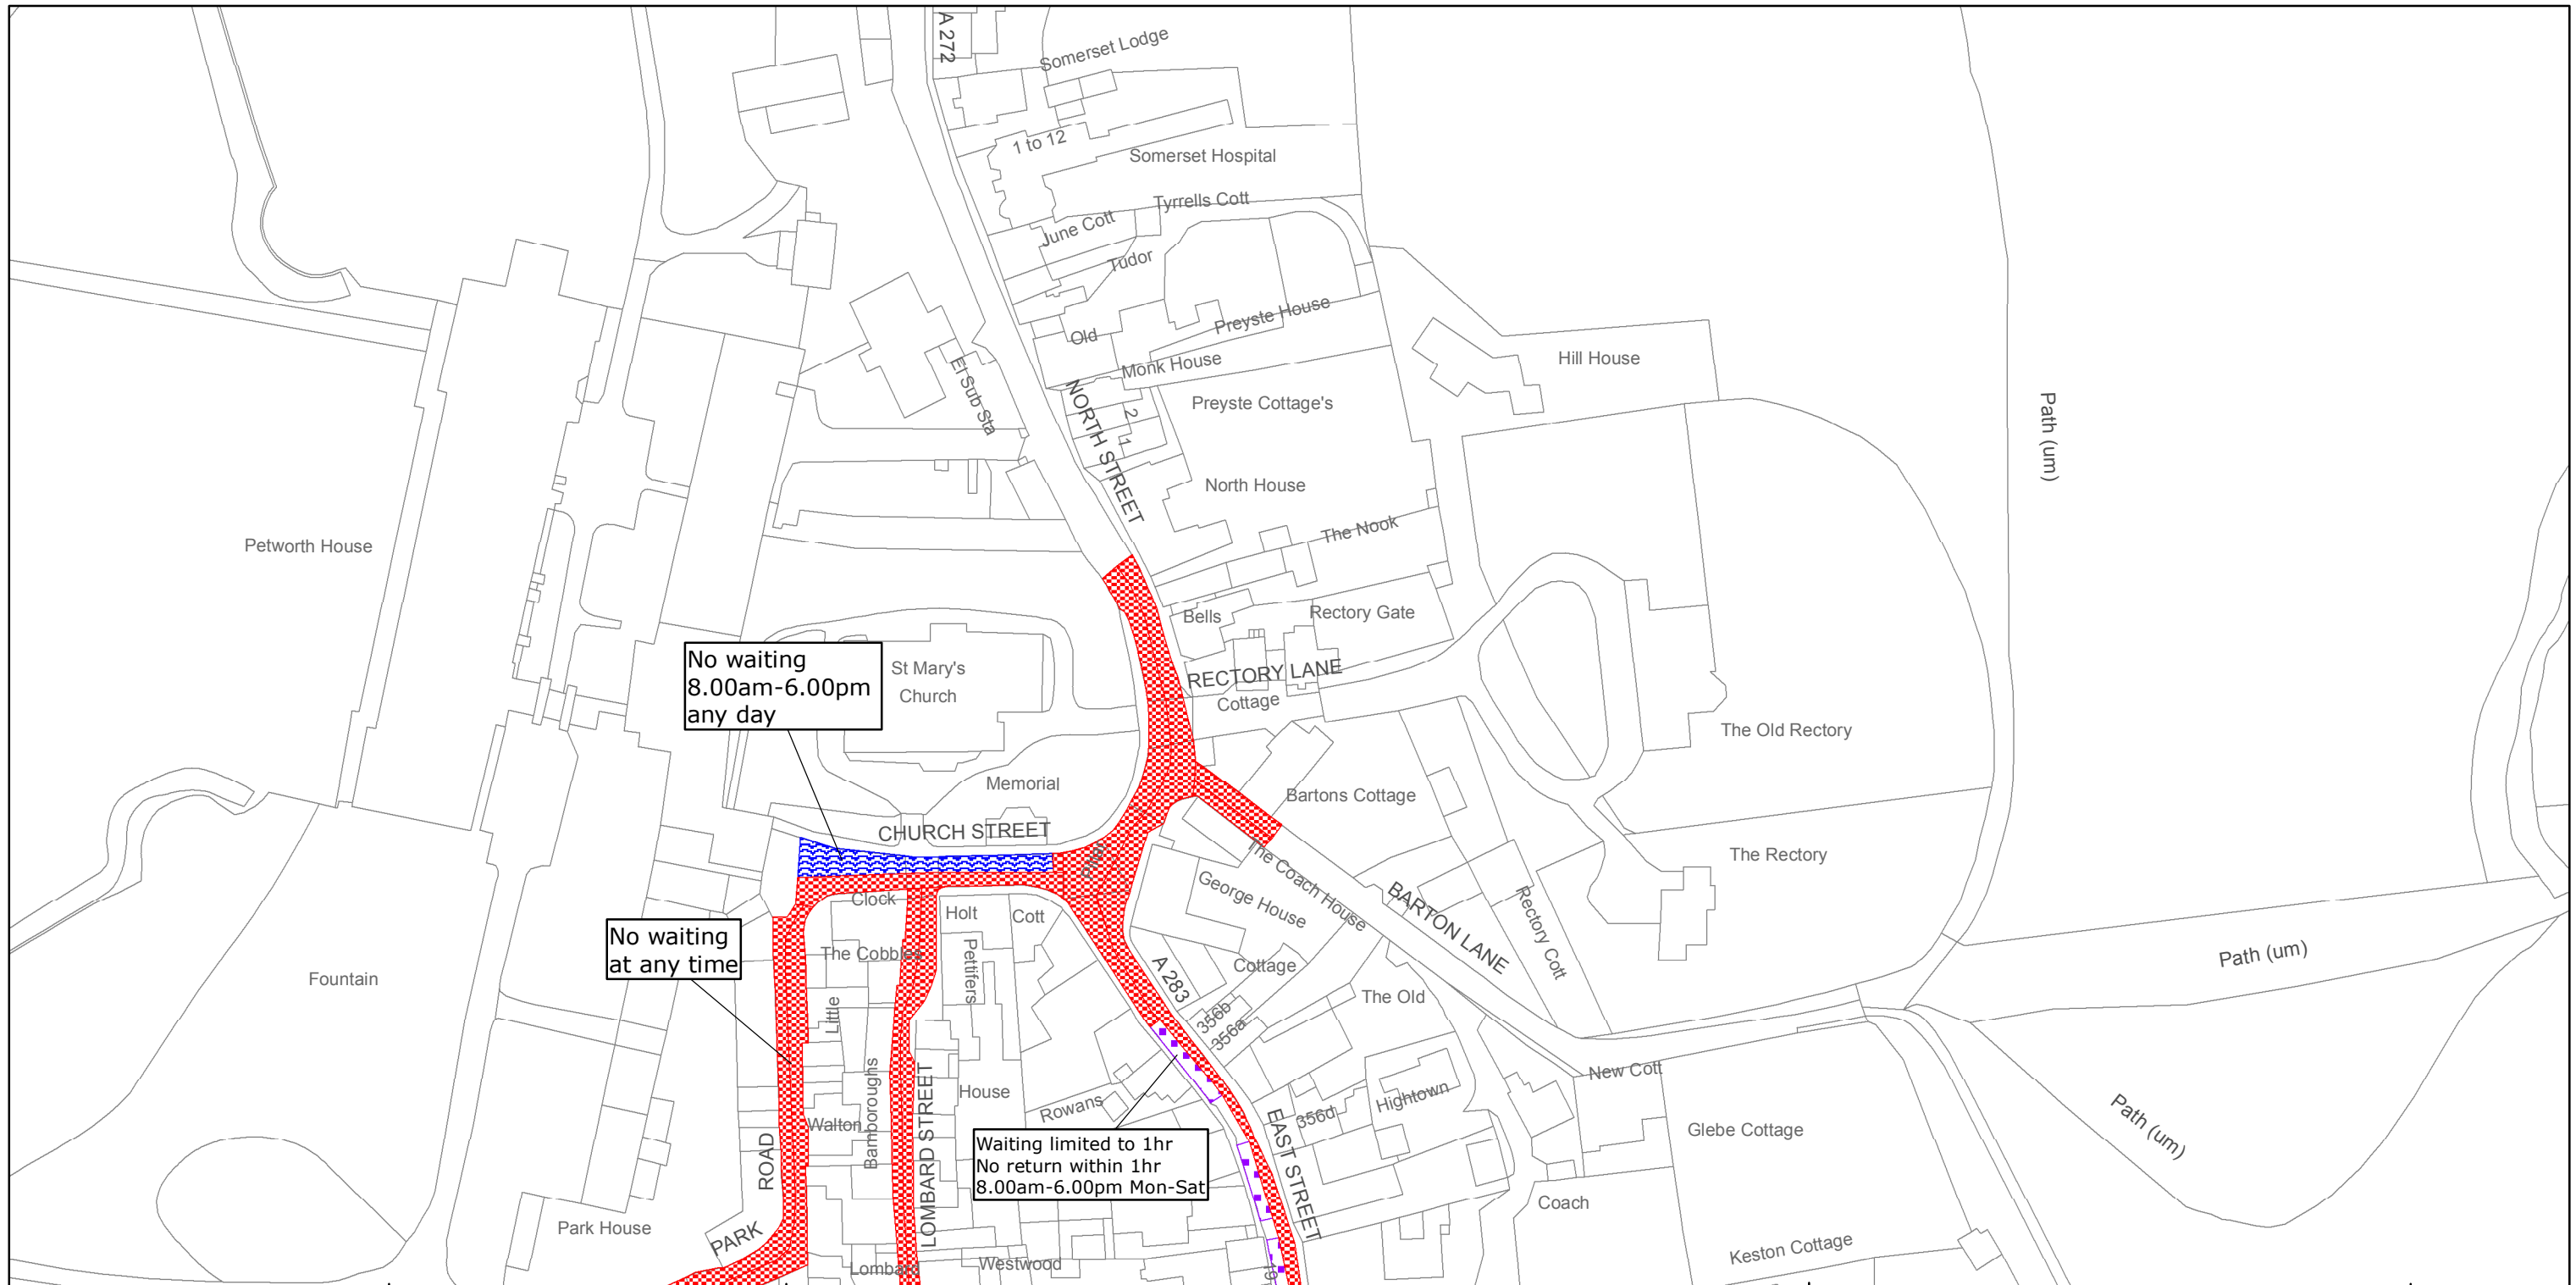 A 272
Somerset Lodge
1 to 12
Somerset Hospital
Tyrrells Cott
June Cott
Tudor
Preyste House
Old
Monk House
Hill House
El Sub Sta
NORTH STREET
2
1
Preyste Cottage's
Path (um)
North House
The Nook
Petworth House
Bells
Rectory Gate
No waiting
8.00am-6.00pm
any day
St Mary's
Church
RECTORY LANE
Cottage
The Old Rectory
Memorial
Bartons Cottage
CHURCH STREET
The Coach House
The Rectory
Clock
Holt
Cott
George House
BARTON LANE
Rectory Cott
No waiting
at any time
The Cobbles
Pettifers
Cottage
A 283
Path (um)
Fountain
Little
356b
356a
The Old
Bamboroughs
LOMBARD STREET
House
Rowans
New Cott
Hightown
356d
Walton
Glebe Cottage
Path (um)
Waiting limited to 1hr
No return within 1hr
8.00am-6.00pm Mon-Sat
EAST STREET
PARK ROAD
Park House
Coach
Keston Cottage
Lombard
Westwood